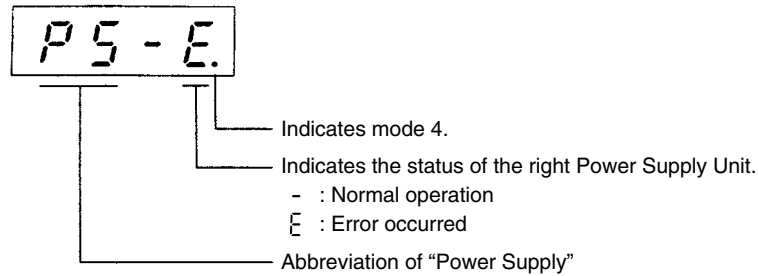 PS-E.
Indicates mode 4.
Indicates the status of the right Power Supply Unit.
- : Normal operation
E : Error occurred
Abbreviation of “Power Supply”